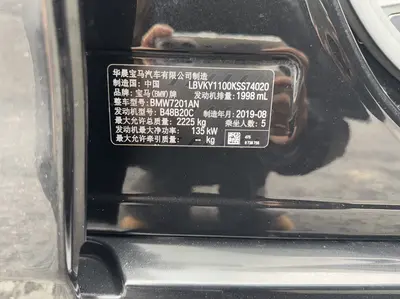 华晨宝马汽车有限公司制造
制造国: 中国 LBVKY1100KSS74020
品牌: 宝马(BMW)牌 发动机排量: 1998 mL
整车型号: BMW7201AN
发动机型号: B48B20C 制造年月: 2019-08
最大允许总质量: 2225 kg 乘坐人数: 5
发动机最大净功率: 135 kW
最大允许牵引质量: -- kg